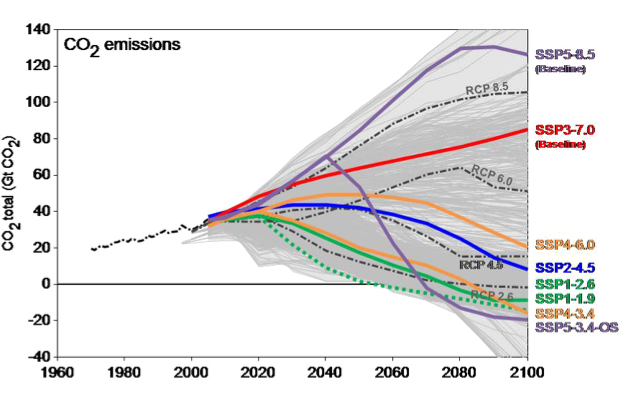 CO2 emissions
CO2 total (Gt CO2)
140
120
100
80
60
40
20
0
-20
-40
1960
1980
2000
2020
2040
2060
2080
2100
RCP 8.5
RCP 6.0
RCP 4.5
RCP 2.6
SSP5-8.5
(Baseline)
SSP3-7.0
(Baseline)
SSP4-6.0
SSP2-4.5
SSP1-2.6
SSP1-1.9
SSP4-3.4
SSP5-3.4-OS